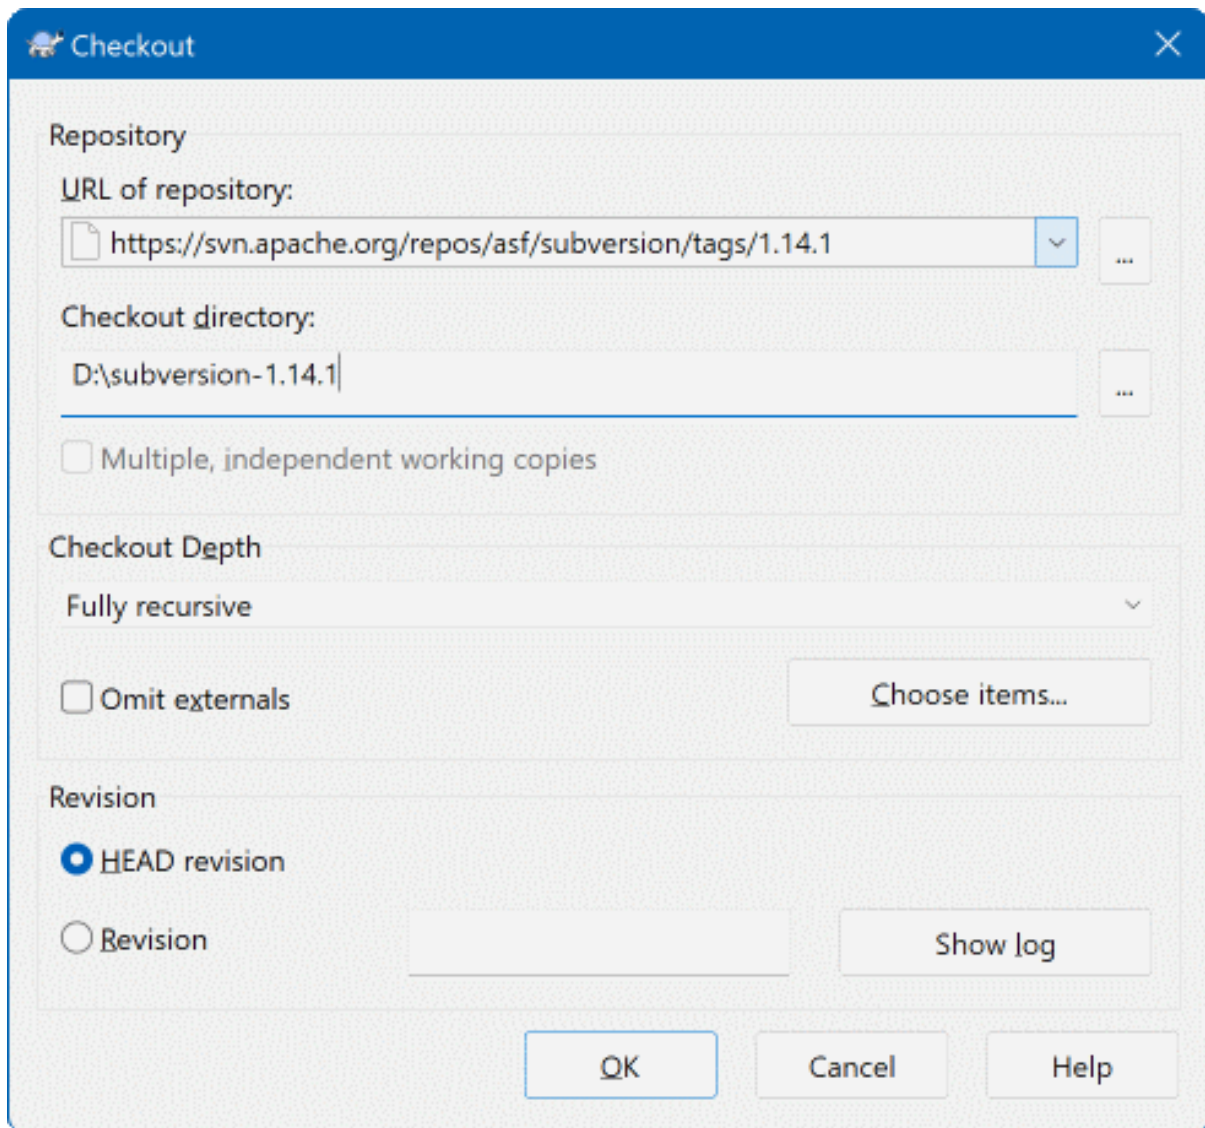 Checkout
Repository
URL of repository:
https://svn.apache.org/repos/asf/subversion/tags/1.14.1
...
Checkout directory:
D:\subversion-1.14.1
...
Multiple, independent working copies
Checkout Depth
Fully recursive
Omit externals
Choose items...
Revision
HEAD revision
Revision
Show log
OK Cancel Help